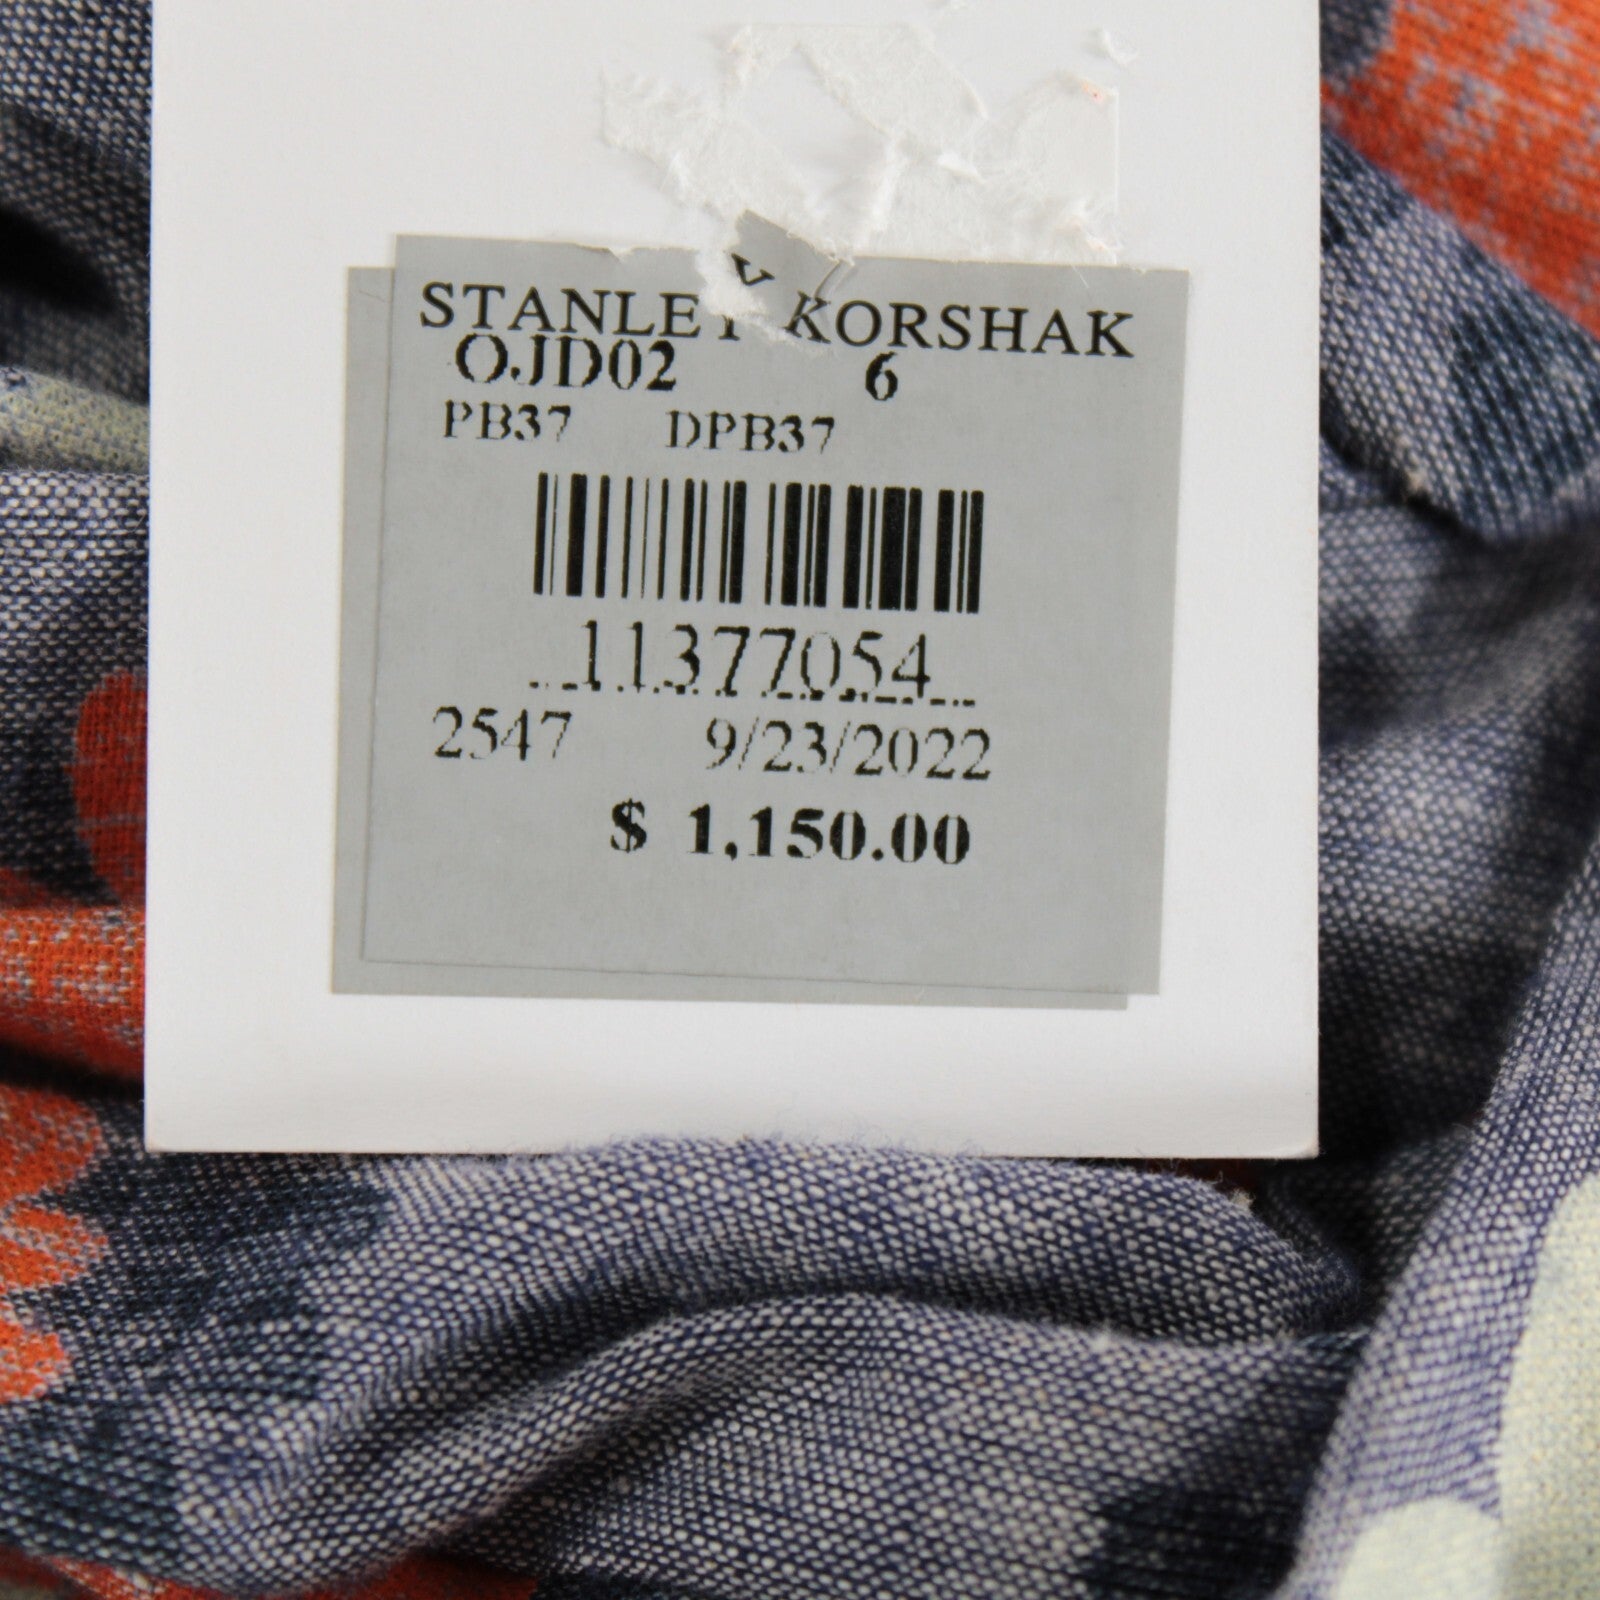 STANLEY KORSHAK
OJD02 6
PB37 DPB37
11377054
2547 9/23/2022
$ 1,150.00